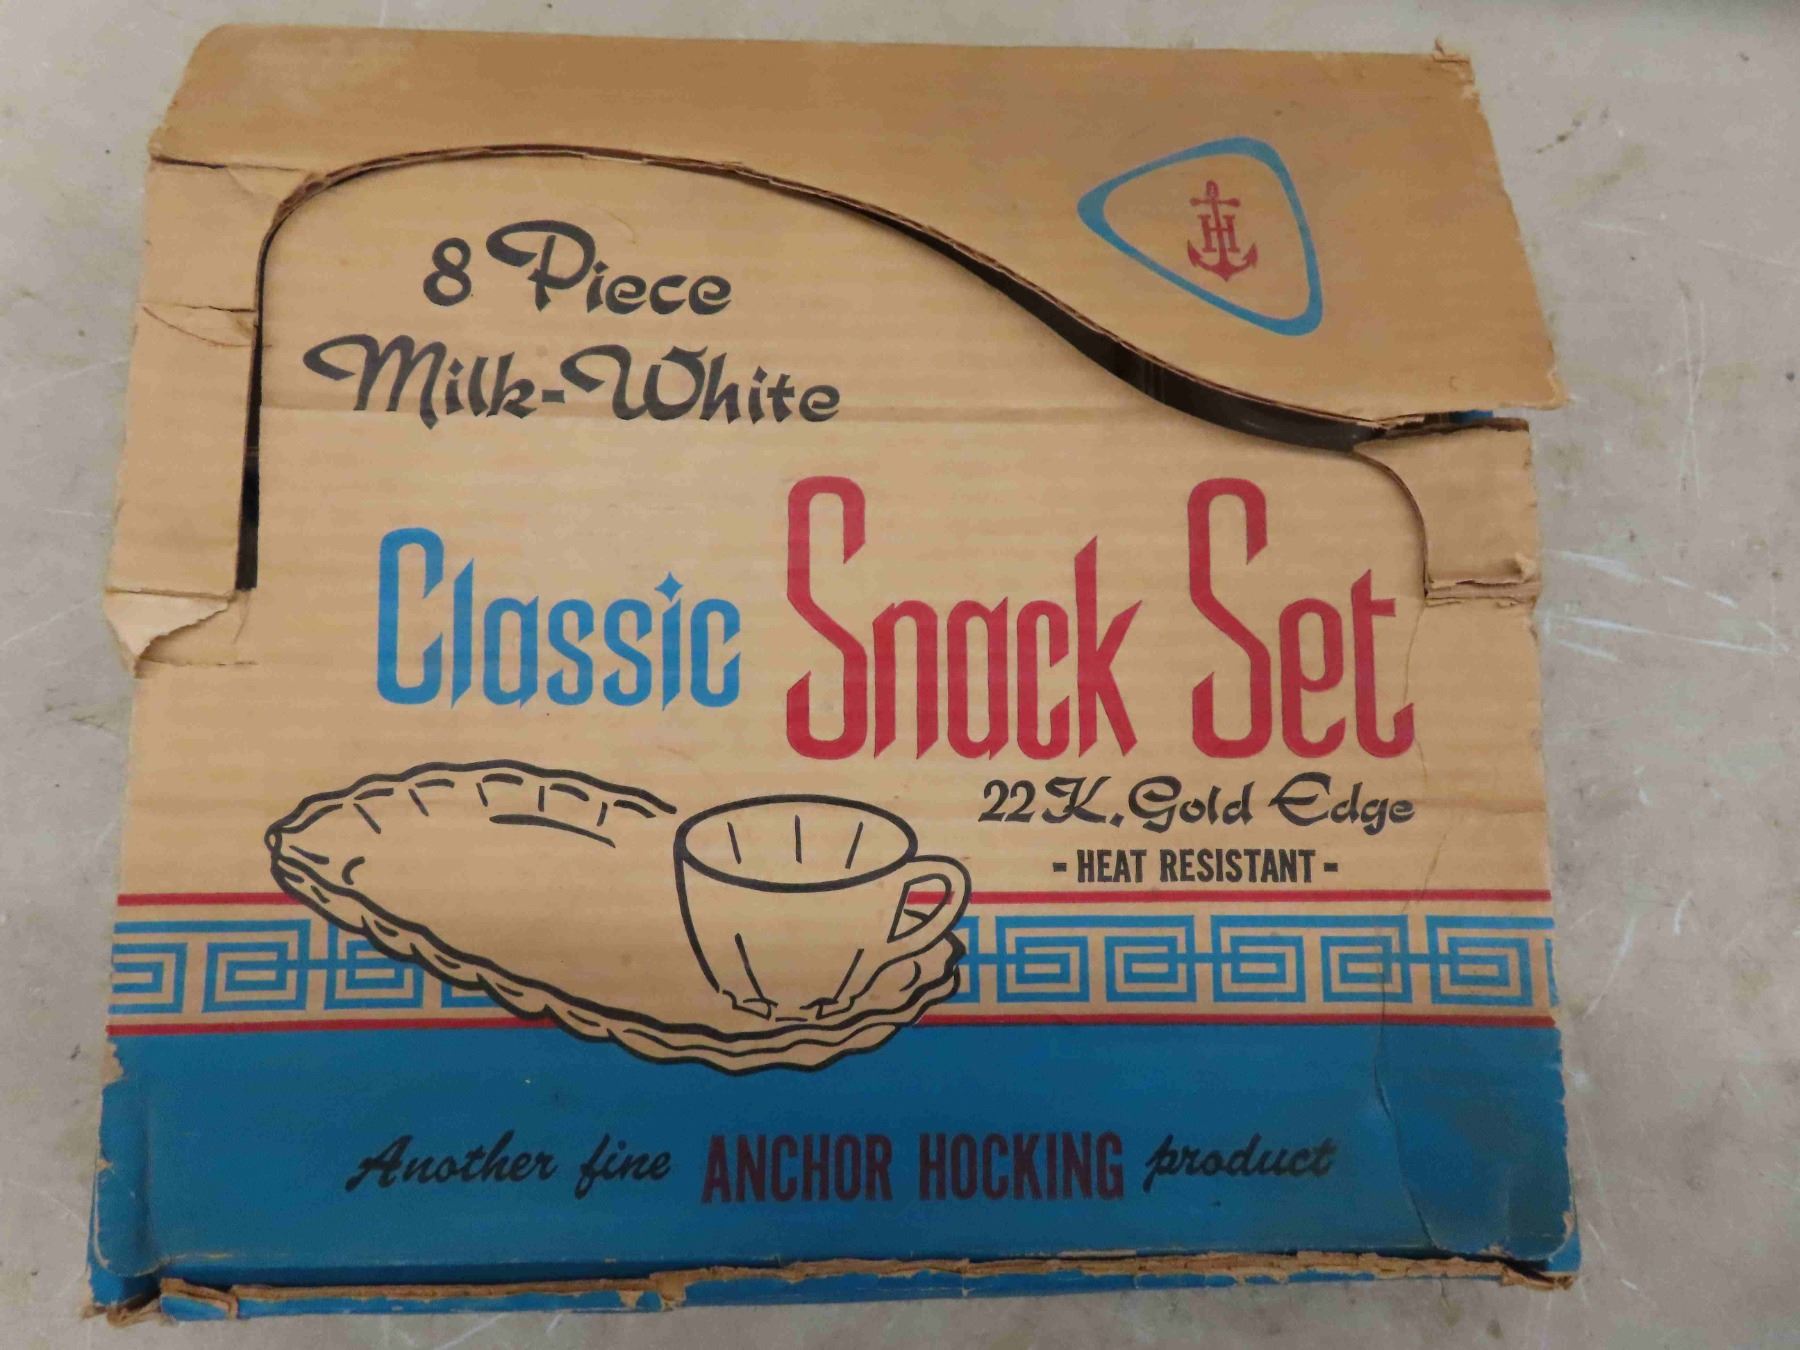 8 Piece
Milk-White
Classic Snack Set
22 K. Gold Edge
- HEAT RESISTANT -
Another fine ANCHOR HOCKING product
H